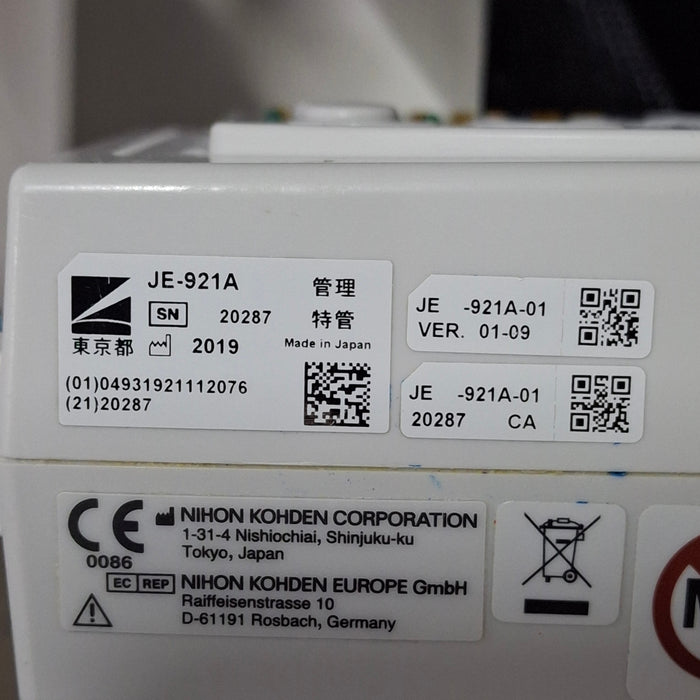 JE-921A
管理
SN 20287
特管
東京都 2019
Made in Japan
(01)04931921112076
(21)20287
JE -921A-01
VER. 01-09
JE -921A-01
20287 CA
CE
0086
NIHON KOHDEN CORPORATION
1-31-4 Nishiochiai, Shinjuku-ku
Tokyo, Japan
EC REP NIHON KOHDEN EUROPE GmbH
Raiffeisenstrasse 10
D-61191 Rosbach, Germany